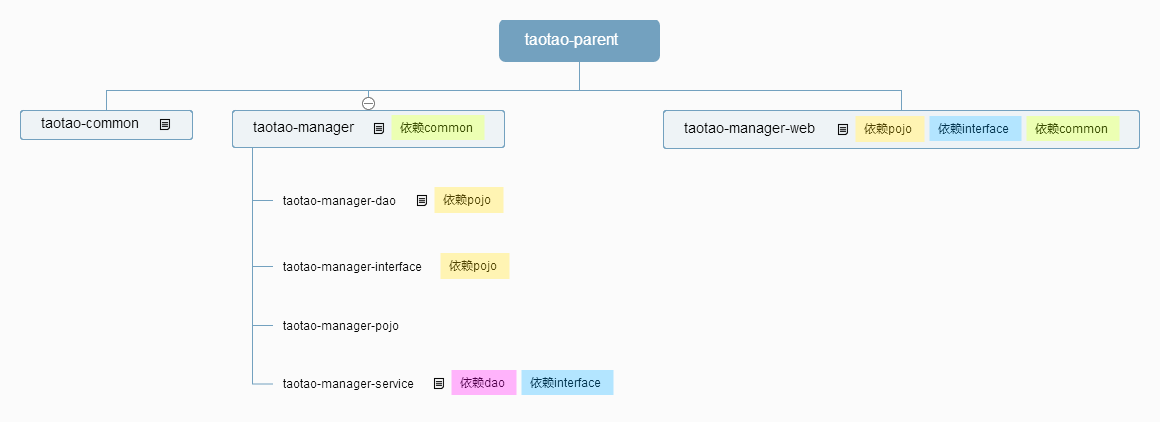 taotao-parent
taotao-common
taotao-manager 依赖common
taotao-manager-web 依赖pojo 依赖interface 依赖common
taotao-manager-dao 依赖pojo
taotao-manager-interface 依赖pojo
taotao-manager-pojo
taotao-manager-service 依赖dao 依赖interface